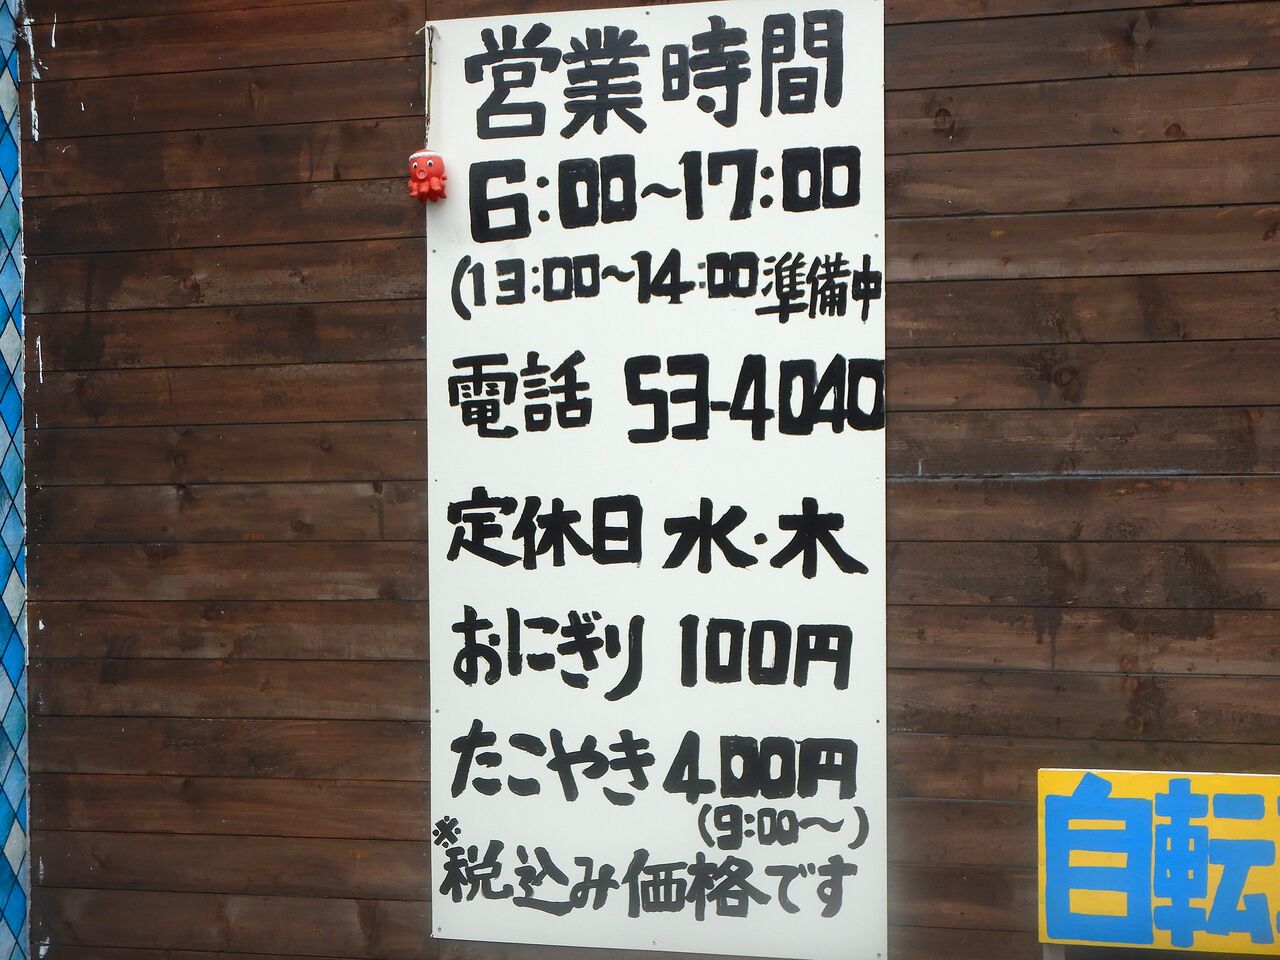 営業時間
6:00~17:00
(13:00~14:00準備中
電話 53-4040
定休日 水・木
おにぎり 100円
たこやき 400円
(9:00~)
※税込み価格です
自転